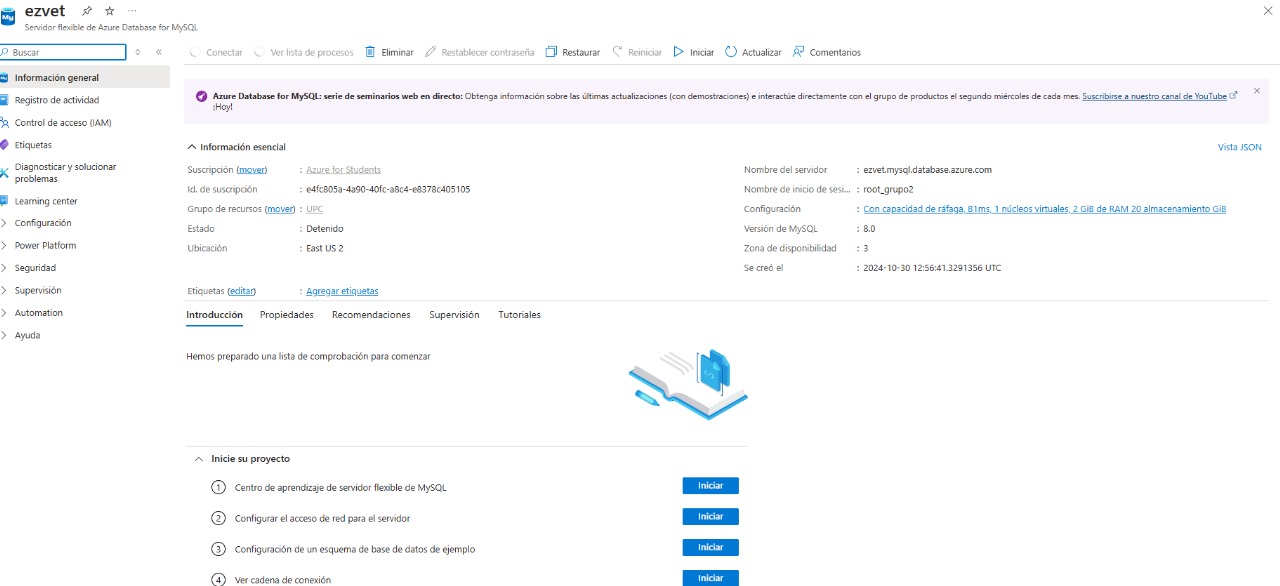 ezvet
Servidor flexible de Azure Database for MySQL
Buscar
Conectar
Ver lista de procesos
Eliminar
Restablecer contraseña
Restaurar
Reiniciar
Iniciar
Actualizar
Comentarios
Información general
Registro de actividad
Control de acceso (IAM)
Etiquetas
Diagnosticar y solucionar
problemas
Learning center
Configuración
Power Platform
Seguridad
Supervisión
Automation
Ayuda
Azure Database for MySQL: serie de seminarios web en directo: Obtenga información sobre las últimas actualizaciones (con demostraciones) e interactúe directamente con el grupo de productos el segundo miércoles de cada mes. Suscribirse a nuestro canal de YouTube
¡Hoy!
Información esencial
Vista JSON
Suscripción (mover) : Azure for Students
Id. de suscripción : e4fc805a-4a90-40fc-a8c4-e8378c405105
Grupo de recursos (mover) : UPC
Estado : Detenido
Ubicación : East US 2
Nombre del servidor : ezvet.mysql.database.azure.com
Nombre de inicio de sesi... : root_grupo2
Configuración : Con capacidad de ráfaga, B1ms, 1 núcleos virtuales, 2 GiB de RAM 20 almacenamiento GiB
Versión de MySQL : 8.0
Zona de disponibilidad : 3
Se creó el : 2024-10-30 12:56:41.3291356 UTC
Etiquetas (editar) : Agregar etiquetas
Introducción Propiedades Recomendaciones Supervisión Tutoriales
Hemos preparado una lista de comprobación para comenzar
Inicie su proyecto
1 Centro de aprendizaje de servidor flexible de MySQL Iniciar
2 Configurar el acceso de red para el servidor Iniciar
3 Configuración de un esquema de base de datos de ejemplo Iniciar
4 Ver cadena de conexión Iniciar